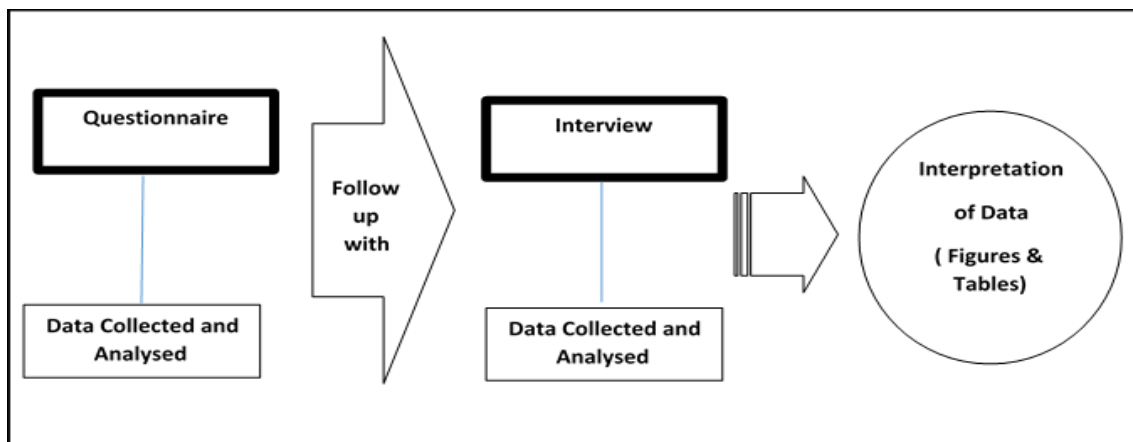 Questionnaire
Data Collected and
Analysed
Follow
up
with
Interview
Data Collected and
Analysed
Interpretation
of Data
( Figures &
Tables)